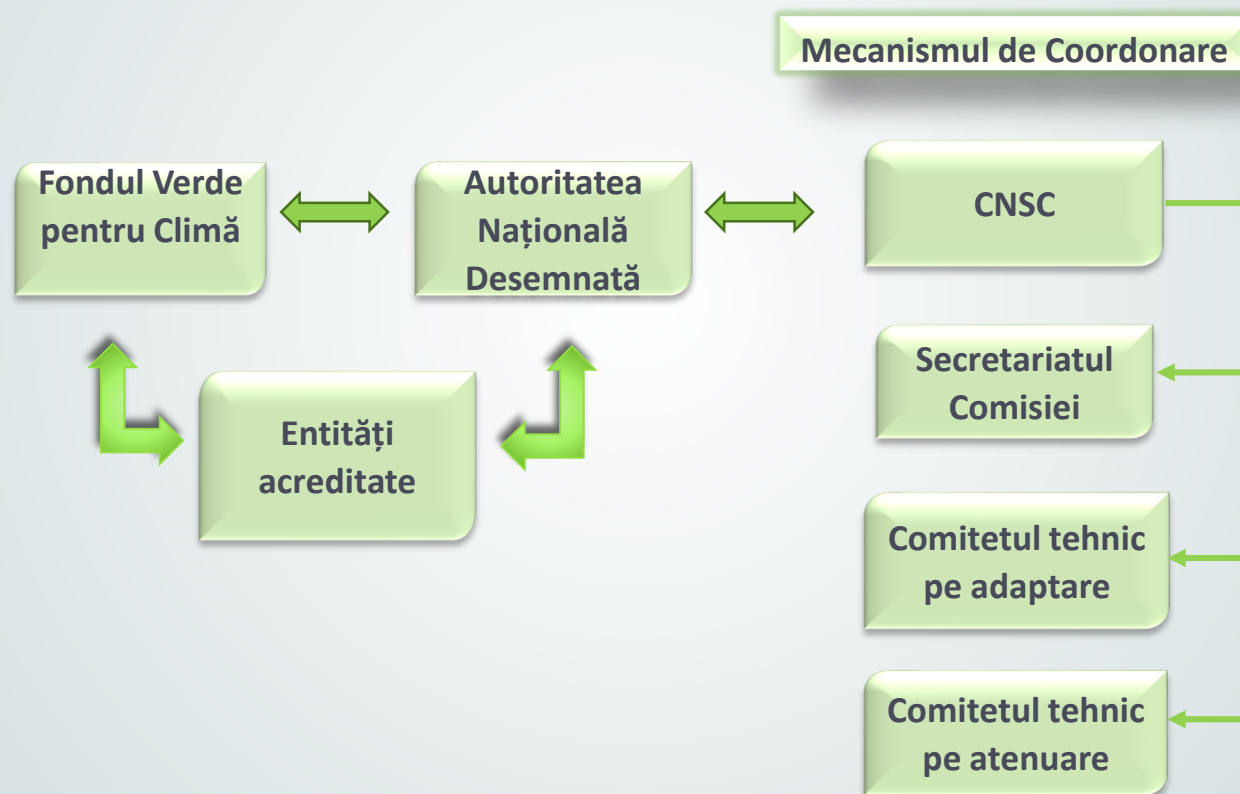 Mecanismul de Coordonare
Fondul Verde
pentru Climă
Autoritatea
Națională
Desemnată
CNSC
Entități
acreditate
Secretariatul
Comisiei
Comitetul tehnic
pe adaptare
Comitetul tehnic
pe atenuare